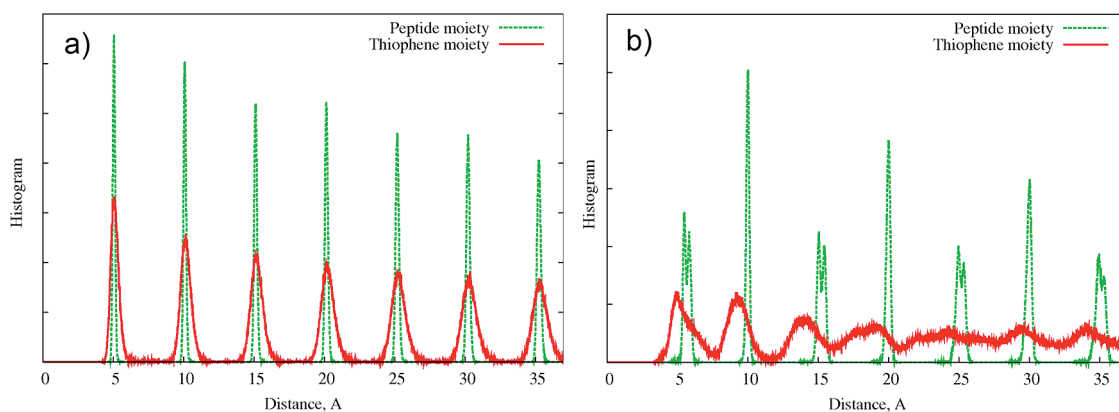 a)
Peptide moiety
Thiophene moiety
Histogram
0 5 10 15 20 25 30 35
Distance, A
b)
Peptide moiety
Thiophene moiety
Histogram
0 5 10 15 20 25 30 35
Distance, A